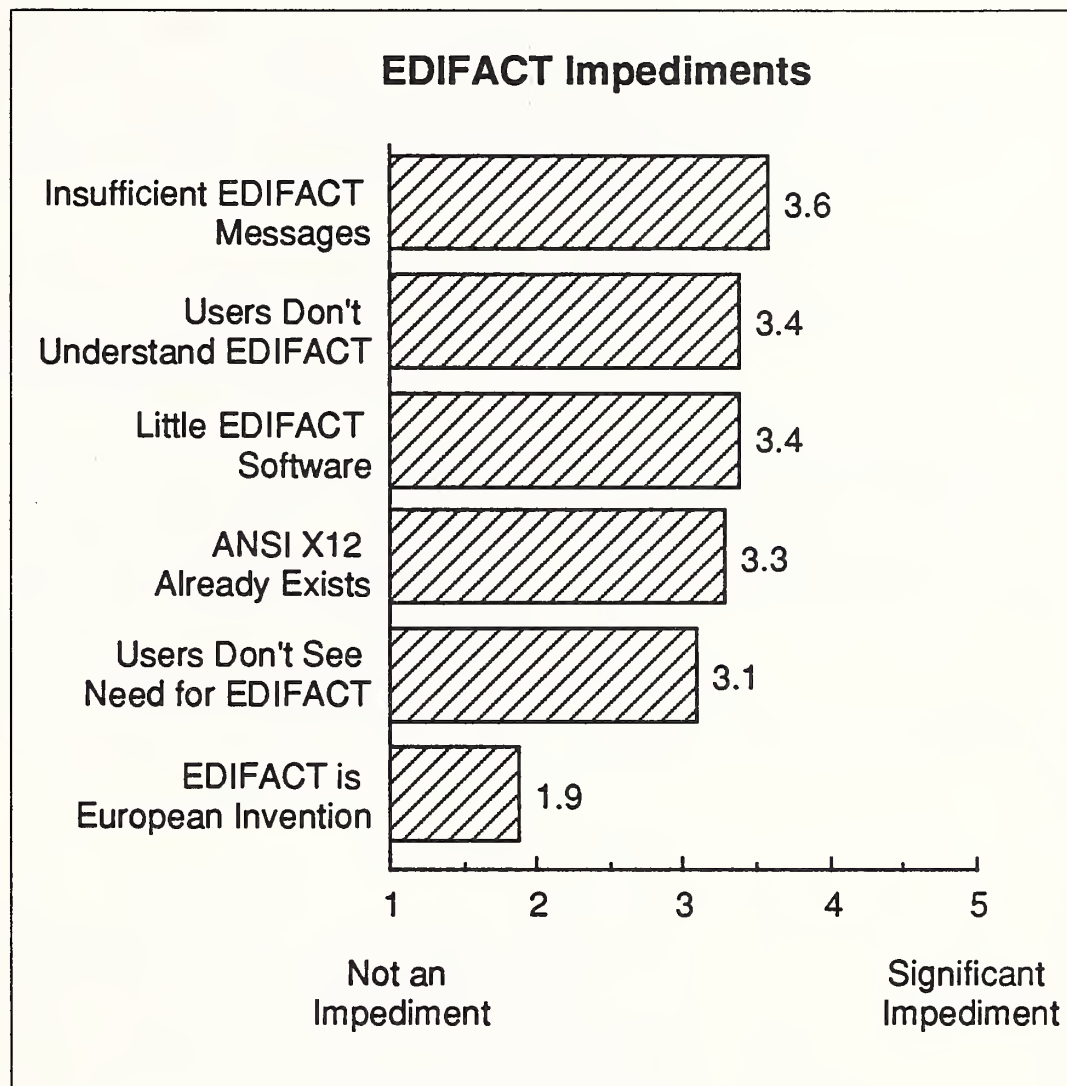 EDIFACT Impediments
Insufficient EDIFACT
Messages
3.6
Users Don't
Understand EDIFACT
3.4
Little EDIFACT
Software
3.4
ANSI X12
Already Exists
3.3
Users Don't See
Need for EDIFACT
3.1
EDIFACT is
European Invention
1.9
1 2 3 4 5
Not an
Impediment
Significant
Impediment